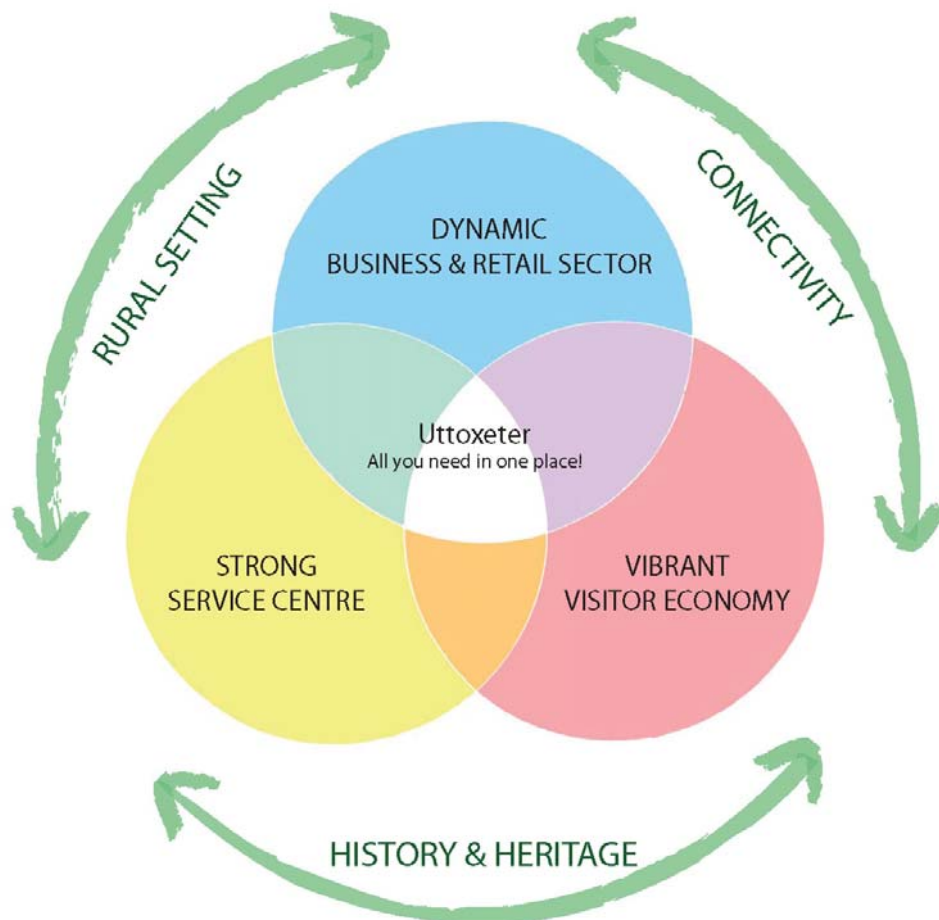 RURAL SETTING
CONNECTIVITY
DYNAMIC
BUSINESS & RETAIL SECTOR
Uttoxeter
All you need in one place!
STRONG
SERVICE CENTRE
VIBRANT
VISITOR ECONOMY
HISTORY & HERITAGE